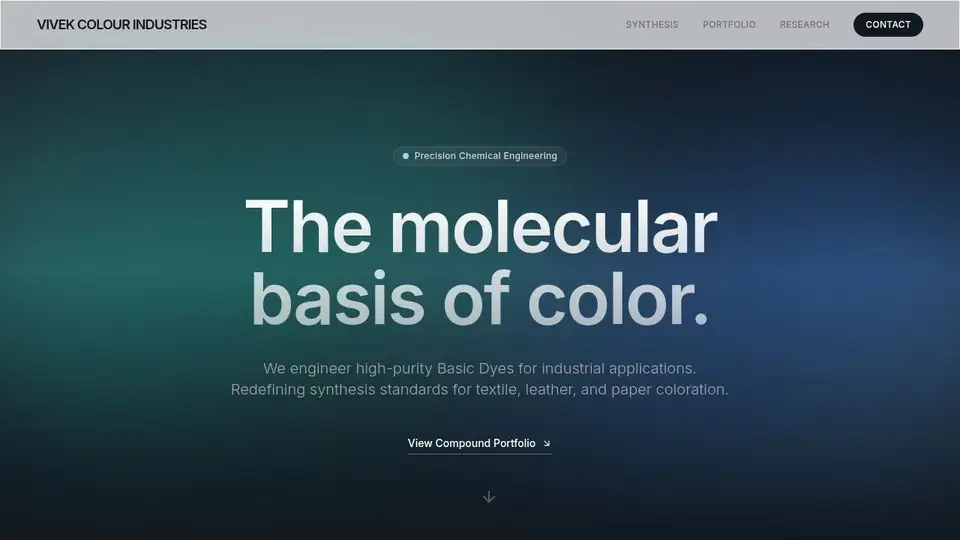 VIVEK COLOUR INDUSTRIES
SYNTHESIS
PORTFOLIO
RESEARCH
CONTACT
Precision Chemical Engineering
The molecular
basis of color.
We engineer high-purity Basic Dyes for industrial applications.
Redefining synthesis standards for textile, leather, and paper coloration.
View Compound Portfolio